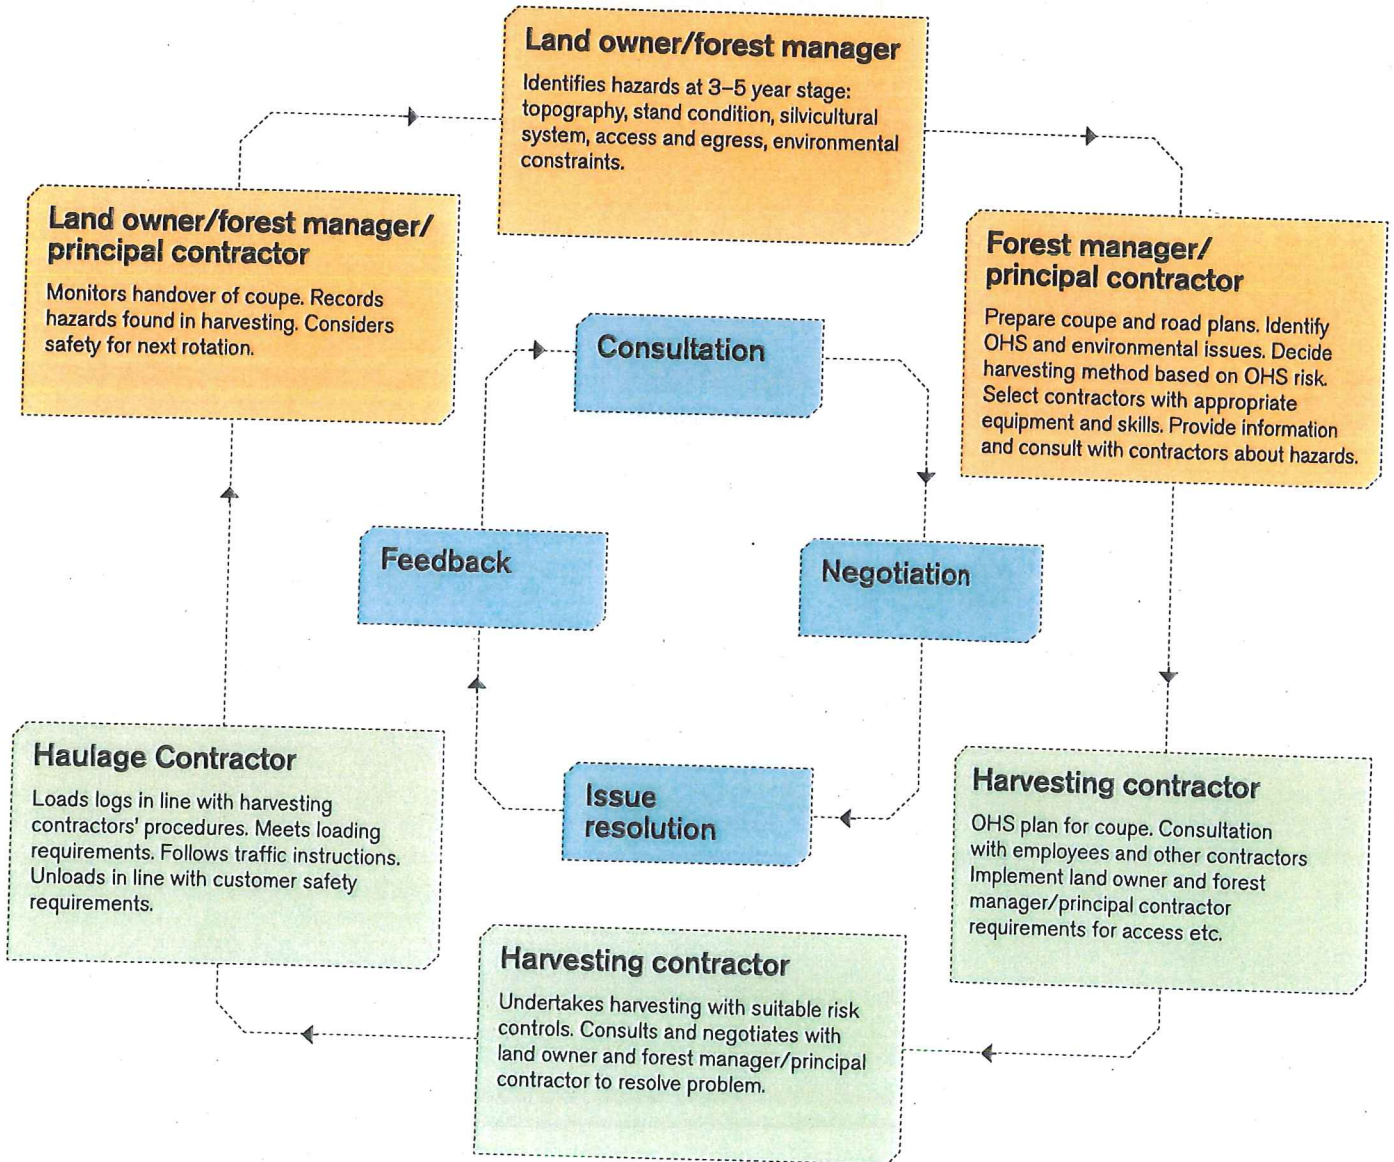 Land owner/forest manager
Identifies hazards at 3–5 year stage:
topography, stand condition, silvicultural
system, access and egress, environmental
constraints.
Land owner/forest manager/
principal contractor
Monitors handover of coupe. Records
hazards found in harvesting. Considers
safety for next rotation.
Forest manager/
principal contractor
Prepare coupe and road plans. Identify
OHS and environmental issues. Decide
harvesting method based on OHS risk.
Select contractors with appropriate
equipment and skills. Provide information
and consult with contractors about hazards.
Consultation
Feedback
Negotiation
Issue
resolution
Haulage Contractor
Loads logs in line with harvesting
contractors' procedures. Meets loading
requirements. Follows traffic instructions.
Unloads in line with customer safety
requirements.
Harvesting contractor
OHS plan for coupe. Consultation
with employees and other contractors
Implement land owner and forest
manager/principal contractor
requirements for access etc.
Harvesting contractor
Undertakes harvesting with suitable risk
controls. Consults and negotiates with
land owner and forest manager/principal
contractor to resolve problem.